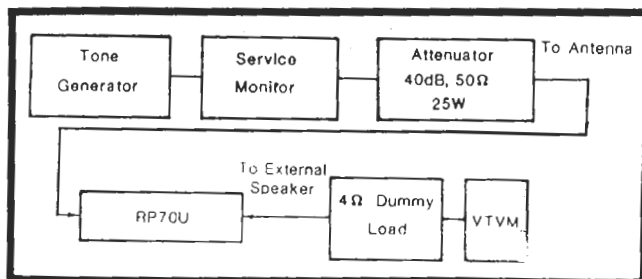 Tone
Generator
Service
Monitor
Attenuator
40dB, 50Ω
25W
To Antenna
To External
Speaker
RP70U
4Ω Dummy
Load
VTVM